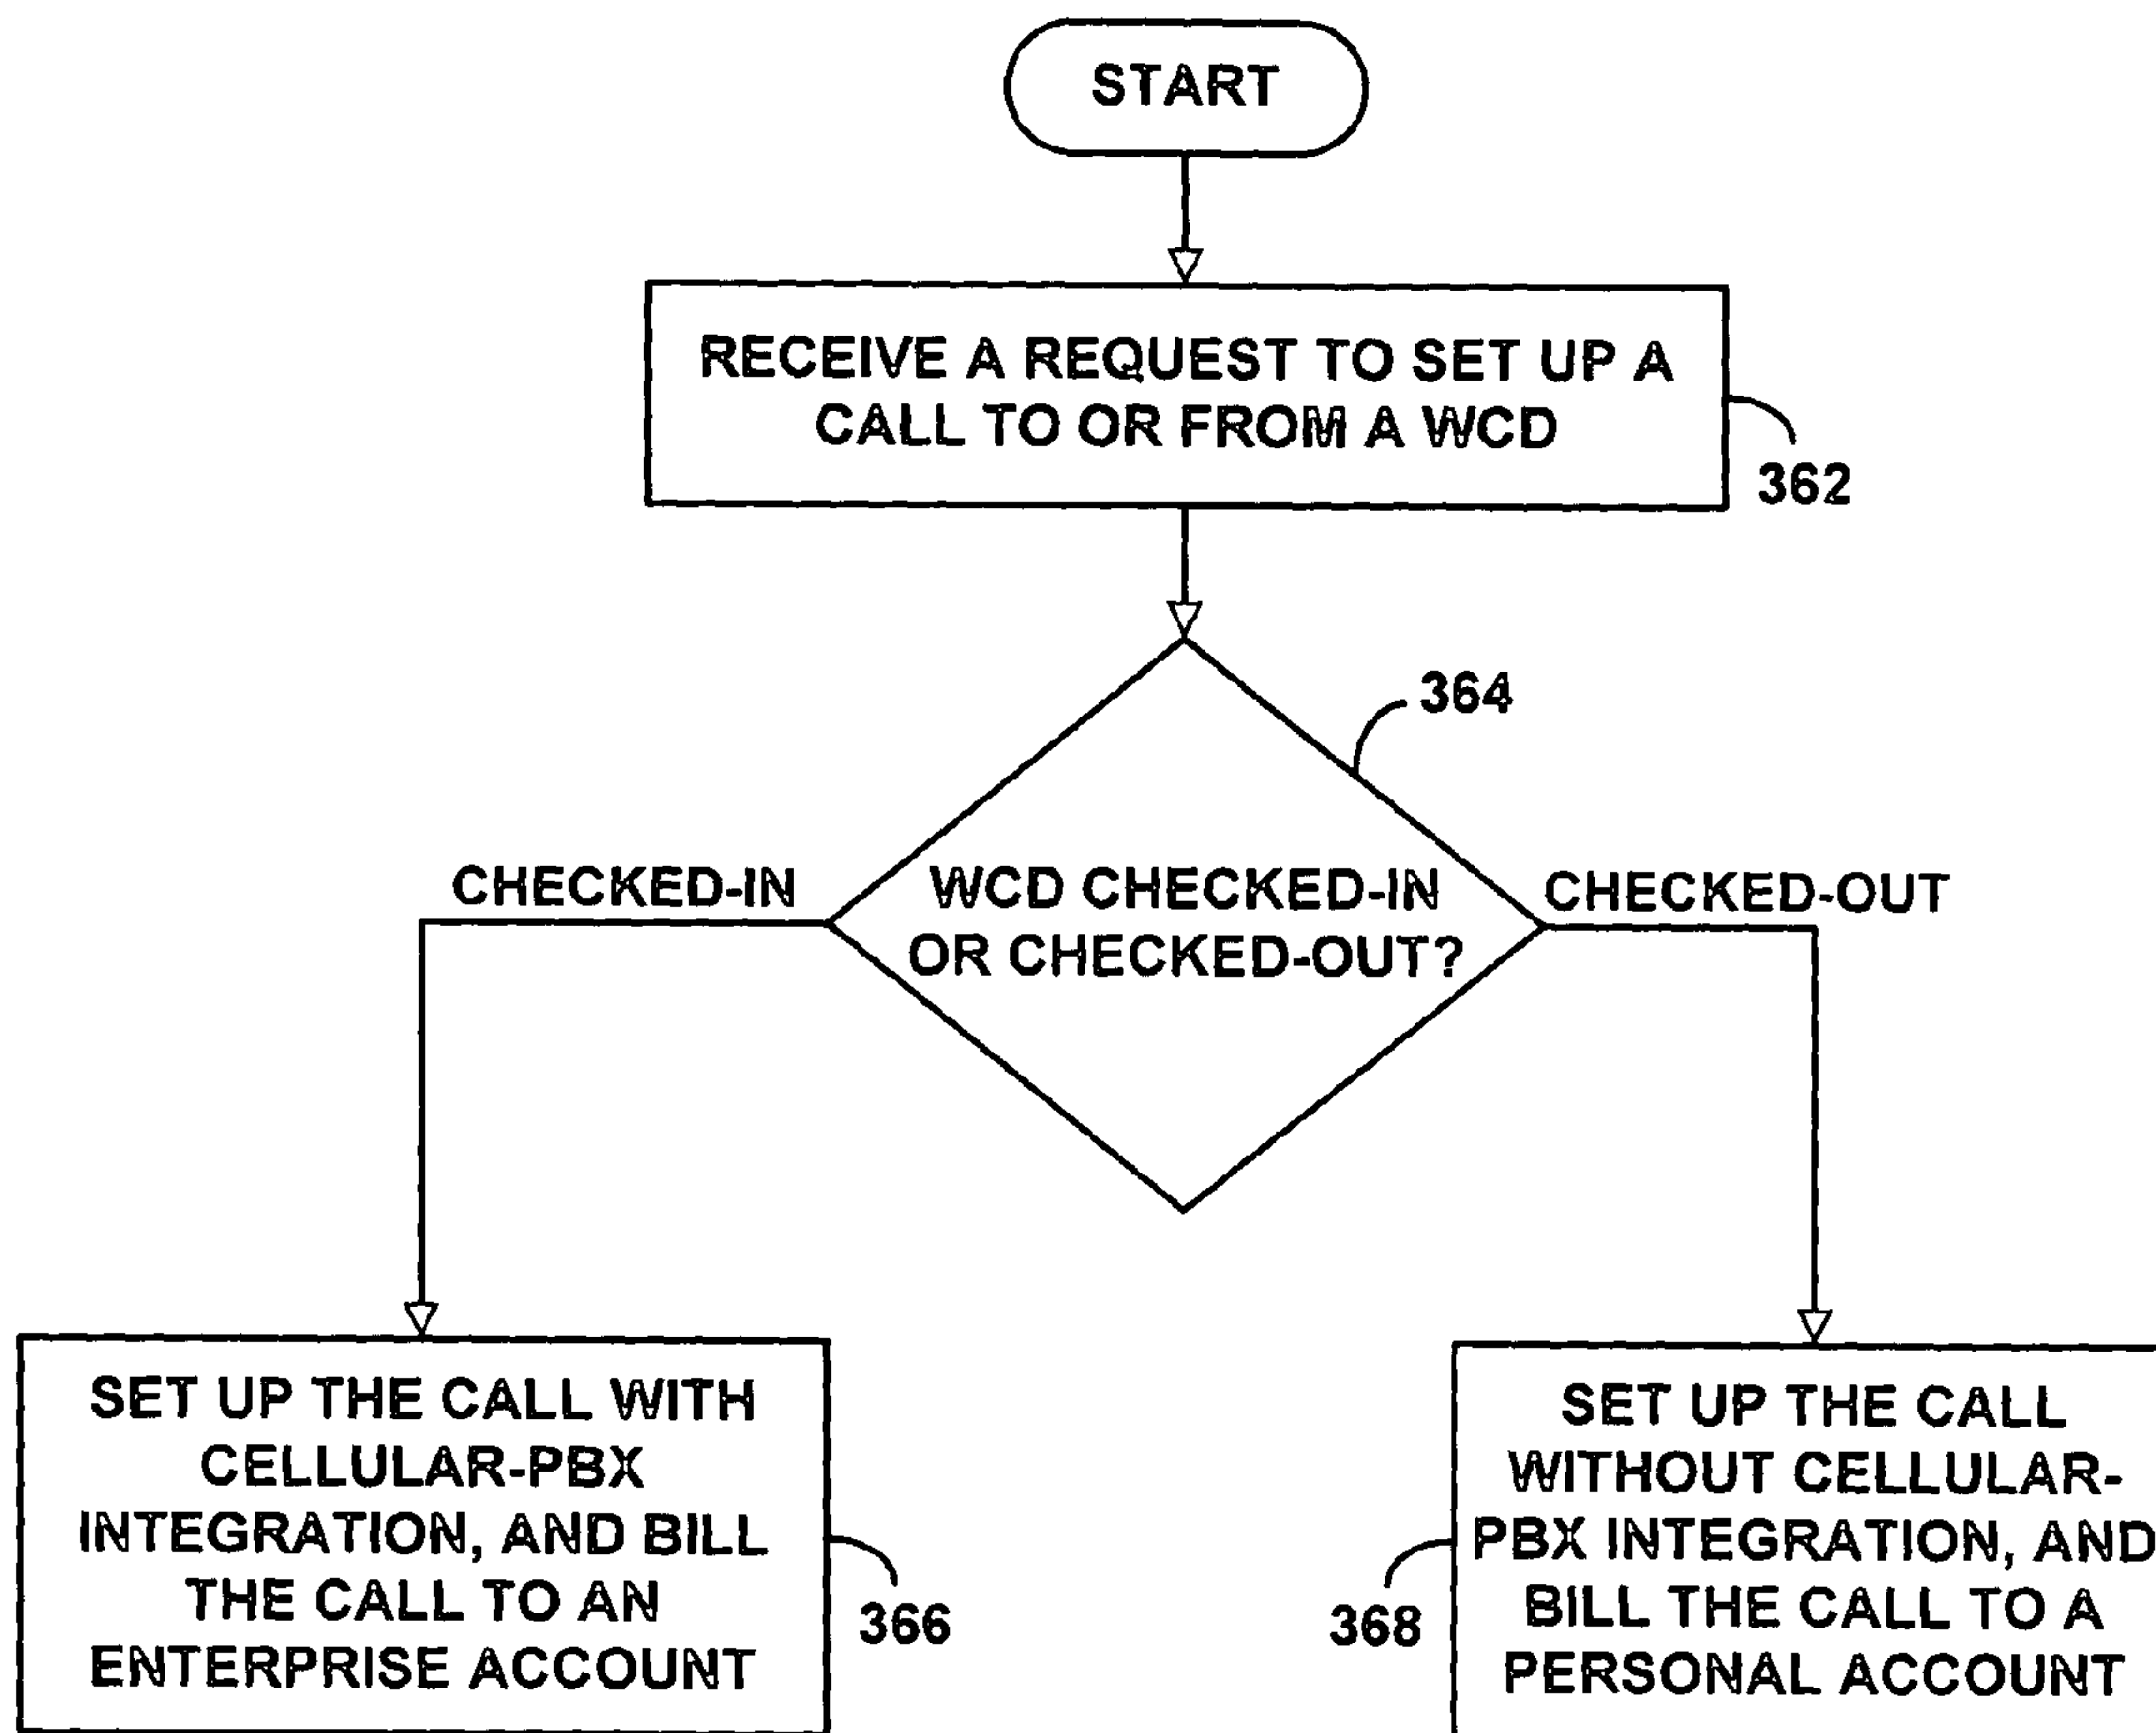 START
RECEIVE A REQUEST TO SET UP A
CALL TO OR FROM A WCD
362
364
CHECKED-IN
WCD CHECKED-IN
OR CHECKED-OUT?
CHECKED-OUT
SET UP THE CALL WITH
CELLULAR-PBX
INTEGRATION, AND BILL
THE CALL TO AN
ENTERPRISE ACCOUNT
366
SET UP THE CALL
WITHOUT CELLULAR-
PBX INTEGRATION, AND
BILL THE CALL TO A
PERSONAL ACCOUNT
368